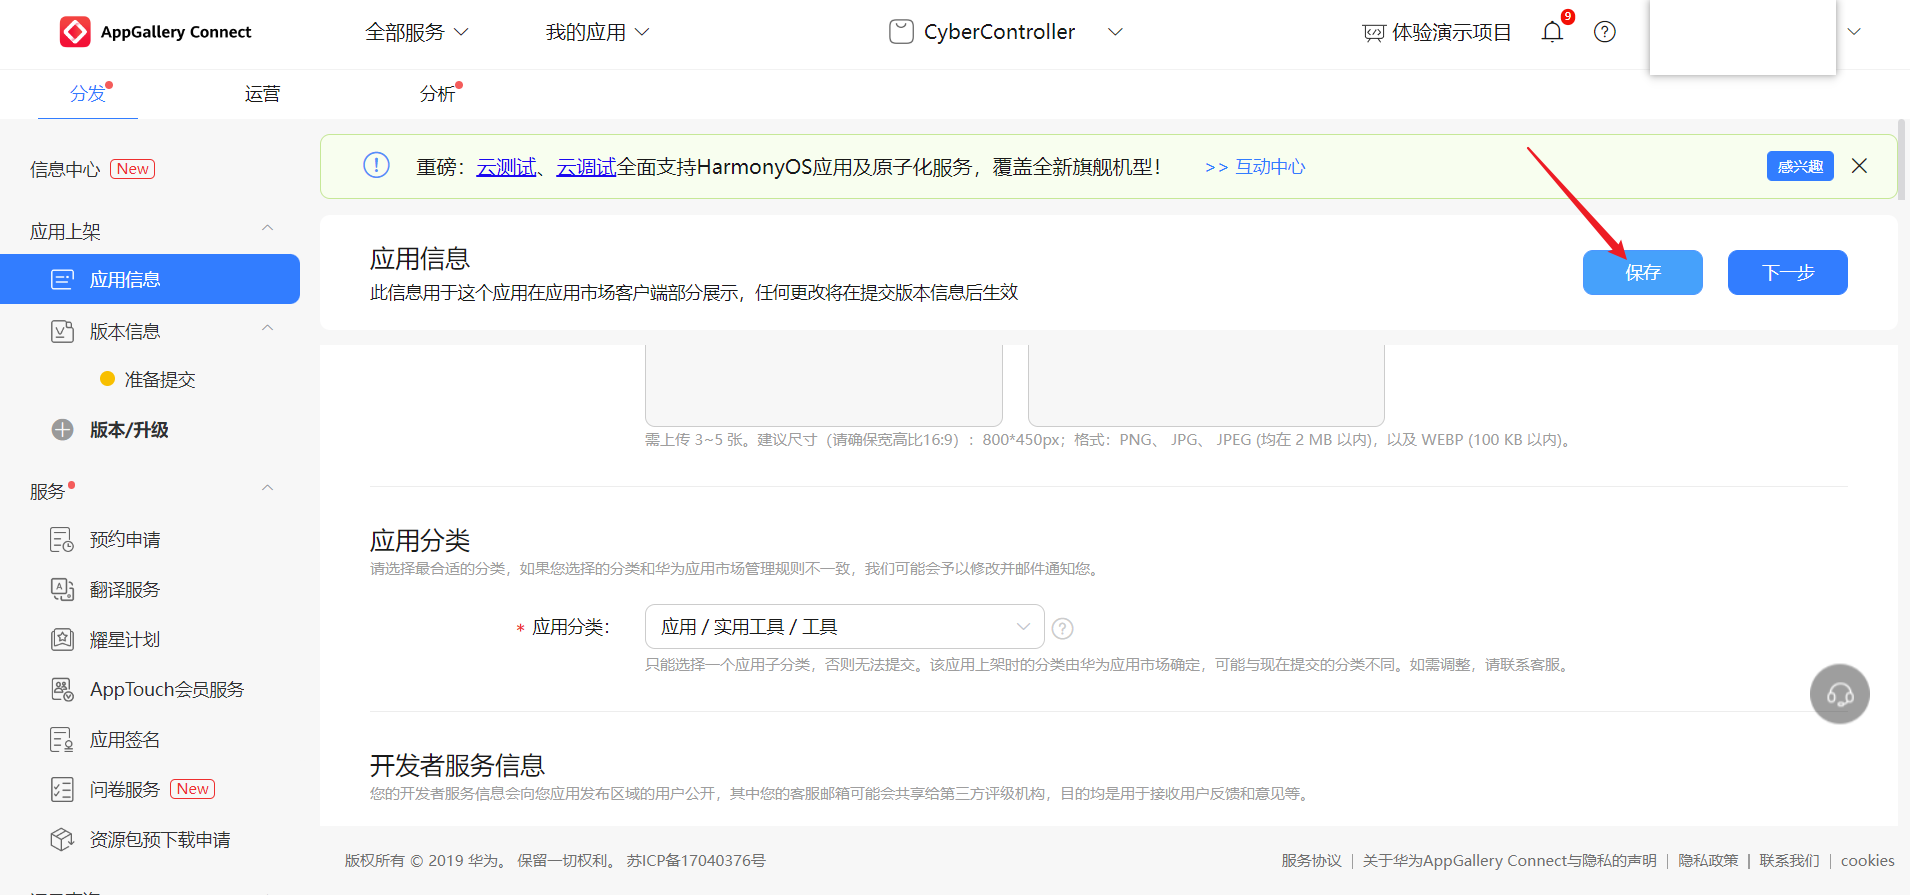 AppGallery Connect 全部服务 我的应用 CyberController 体验演示项目 9 ?
分发 运营 分析
信息中心 New
应用上架
应用信息
版本信息
准备提交
版本/升级
服务
预约申请
翻译服务
耀星计划
AppTouch会员服务
应用签名
问卷服务 New
资源包预下载申请
重磅：云测试、云调试全面支持HarmonyOS应用及原子化服务，覆盖全新旗舰机型！ >> 互动中心 感兴趣
应用信息
此信息用于这个应用在应用市场客户端部分展示，任何更改将在提交版本信息后生效
保存 下一步
需上传 3~5 张。建议尺寸（请确保宽高比16:9）：800*450px；格式：PNG、 JPG、 JPEG (均在 2 MB 以内)，以及 WEBP (100 KB 以内)。
应用分类
请选择最合适的分类，如果您选择的分类和华为应用市场管理规则不一致，我们可能会予以修改并邮件通知您。
* 应用分类： 应用 / 实用工具 / 工具 ?
只能选择一个应用子分类，否则无法提交。该应用上架时的分类由华为应用市场确定，可能与现在提交的分类不同。如需调整，请联系客服。
开发者服务信息
您的开发者服务信息会向您应用发布区域的用户公开，其中您的客服邮箱可能会共享给第三方评级机构，目的均是用于接收用户反馈和意见等。
版权所有 © 2019 华为。 保留一切权利。 苏ICP备17040376号
服务协议 | 关于华为AppGallery Connect与隐私的声明 | 隐私政策 | 联系我们 | cookies